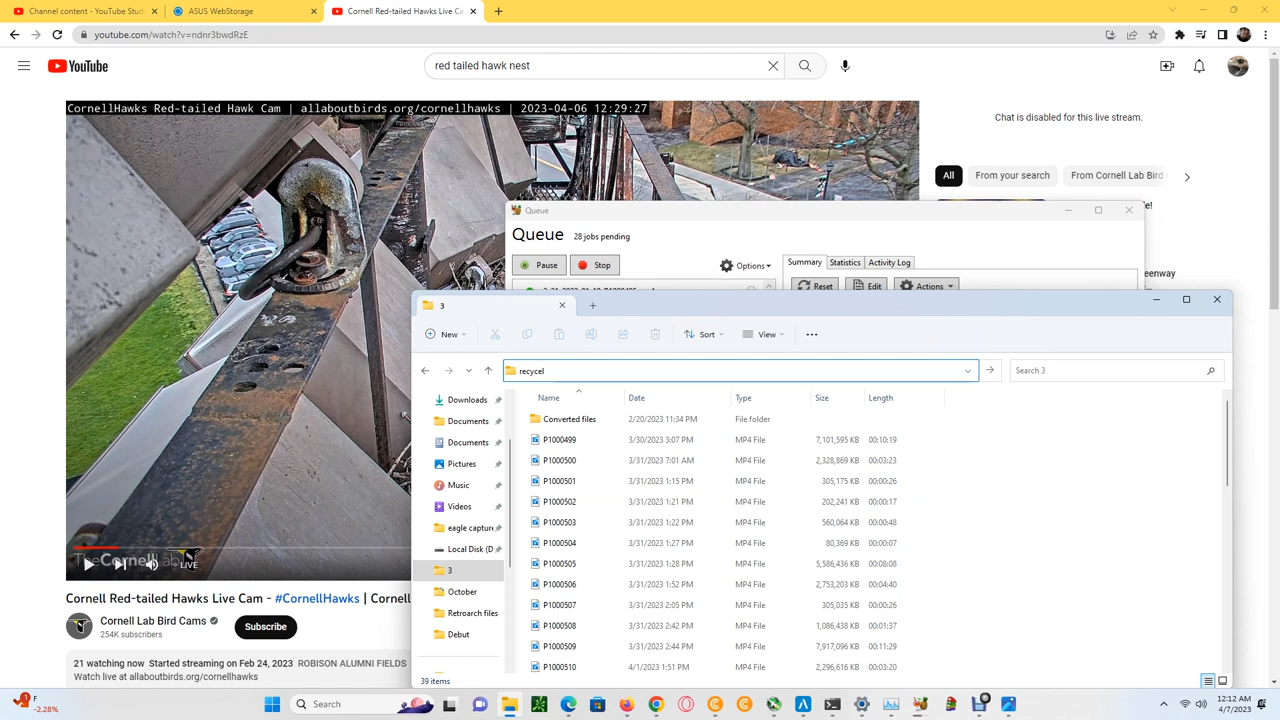 Channel content - YouTube Stud
ASUS WebStorage
Cornell Red-tailed Hawks Live Ca
youtube.com/watch?v=ndnr3bwdRzE
YouTube
red tailed hawk nest
CornellHawks Red-tailed Hawk Cam | allaboutbirds.org/cornellhawks | 2023-04-06 12:29:27
Chat is disabled for this live stream.
All
From your search
From Cornell Lab Bird
e!
eenway
s
Queue
Queue
28 jobs pending
Pause
Stop
Options
Summary
Statistics
Activity Log
Reset
Edit
Actions
3
New
Sort
View
recycel
Search 3
Name
Date
Type
Size
Length
Downloads
Documents
Documents
Pictures
Music
Videos
eagle capture
Local Disk (D
3
October
Retroarch files
Debut
Converted files 2/20/2023 11:34 PM File folder
P1000499 3/30/2023 3:07 PM MP4 File 7,101,595 KB 00:10:19
P1000500 3/31/2023 7:01 AM MP4 File 2,328,869 KB 00:03:23
P1000501 3/31/2023 1:15 PM MP4 File 305,175 KB 00:00:26
P1000502 3/31/2023 1:21 PM MP4 File 202,241 KB 00:00:17
P1000503 3/31/2023 1:22 PM MP4 File 560,064 KB 00:00:48
P1000504 3/31/2023 1:27 PM MP4 File 80,369 KB 00:00:07
P1000505 3/31/2023 1:28 PM MP4 File 5,586,436 KB 00:08:08
P1000506 3/31/2023 1:52 PM MP4 File 2,753,203 KB 00:04:40
P1000507 3/31/2023 2:05 PM MP4 File 305,035 KB 00:00:26
P1000508 3/31/2023 2:42 PM MP4 File 1,086,438 KB 00:01:37
P1000509 3/31/2023 2:44 PM MP4 File 7,917,096 KB 00:11:29
P1000510 4/1/2023 1:51 PM MP4 File 2,296,616 KB 00:03:20
39 items
TheCornellLab
LIVE
Cornell Red-tailed Hawks Live Cam - #CornellHawks | Cornell
Cornell Lab Bird Cams
254K subscribers
Subscribe
21 watching now Started streaming on Feb 24, 2023 ROBISON ALUMNI FIELDS
Watch live at allaboutbirds.org/cornellhawks
F
-2.28%
1
Search
12:12 AM
4/7/2023